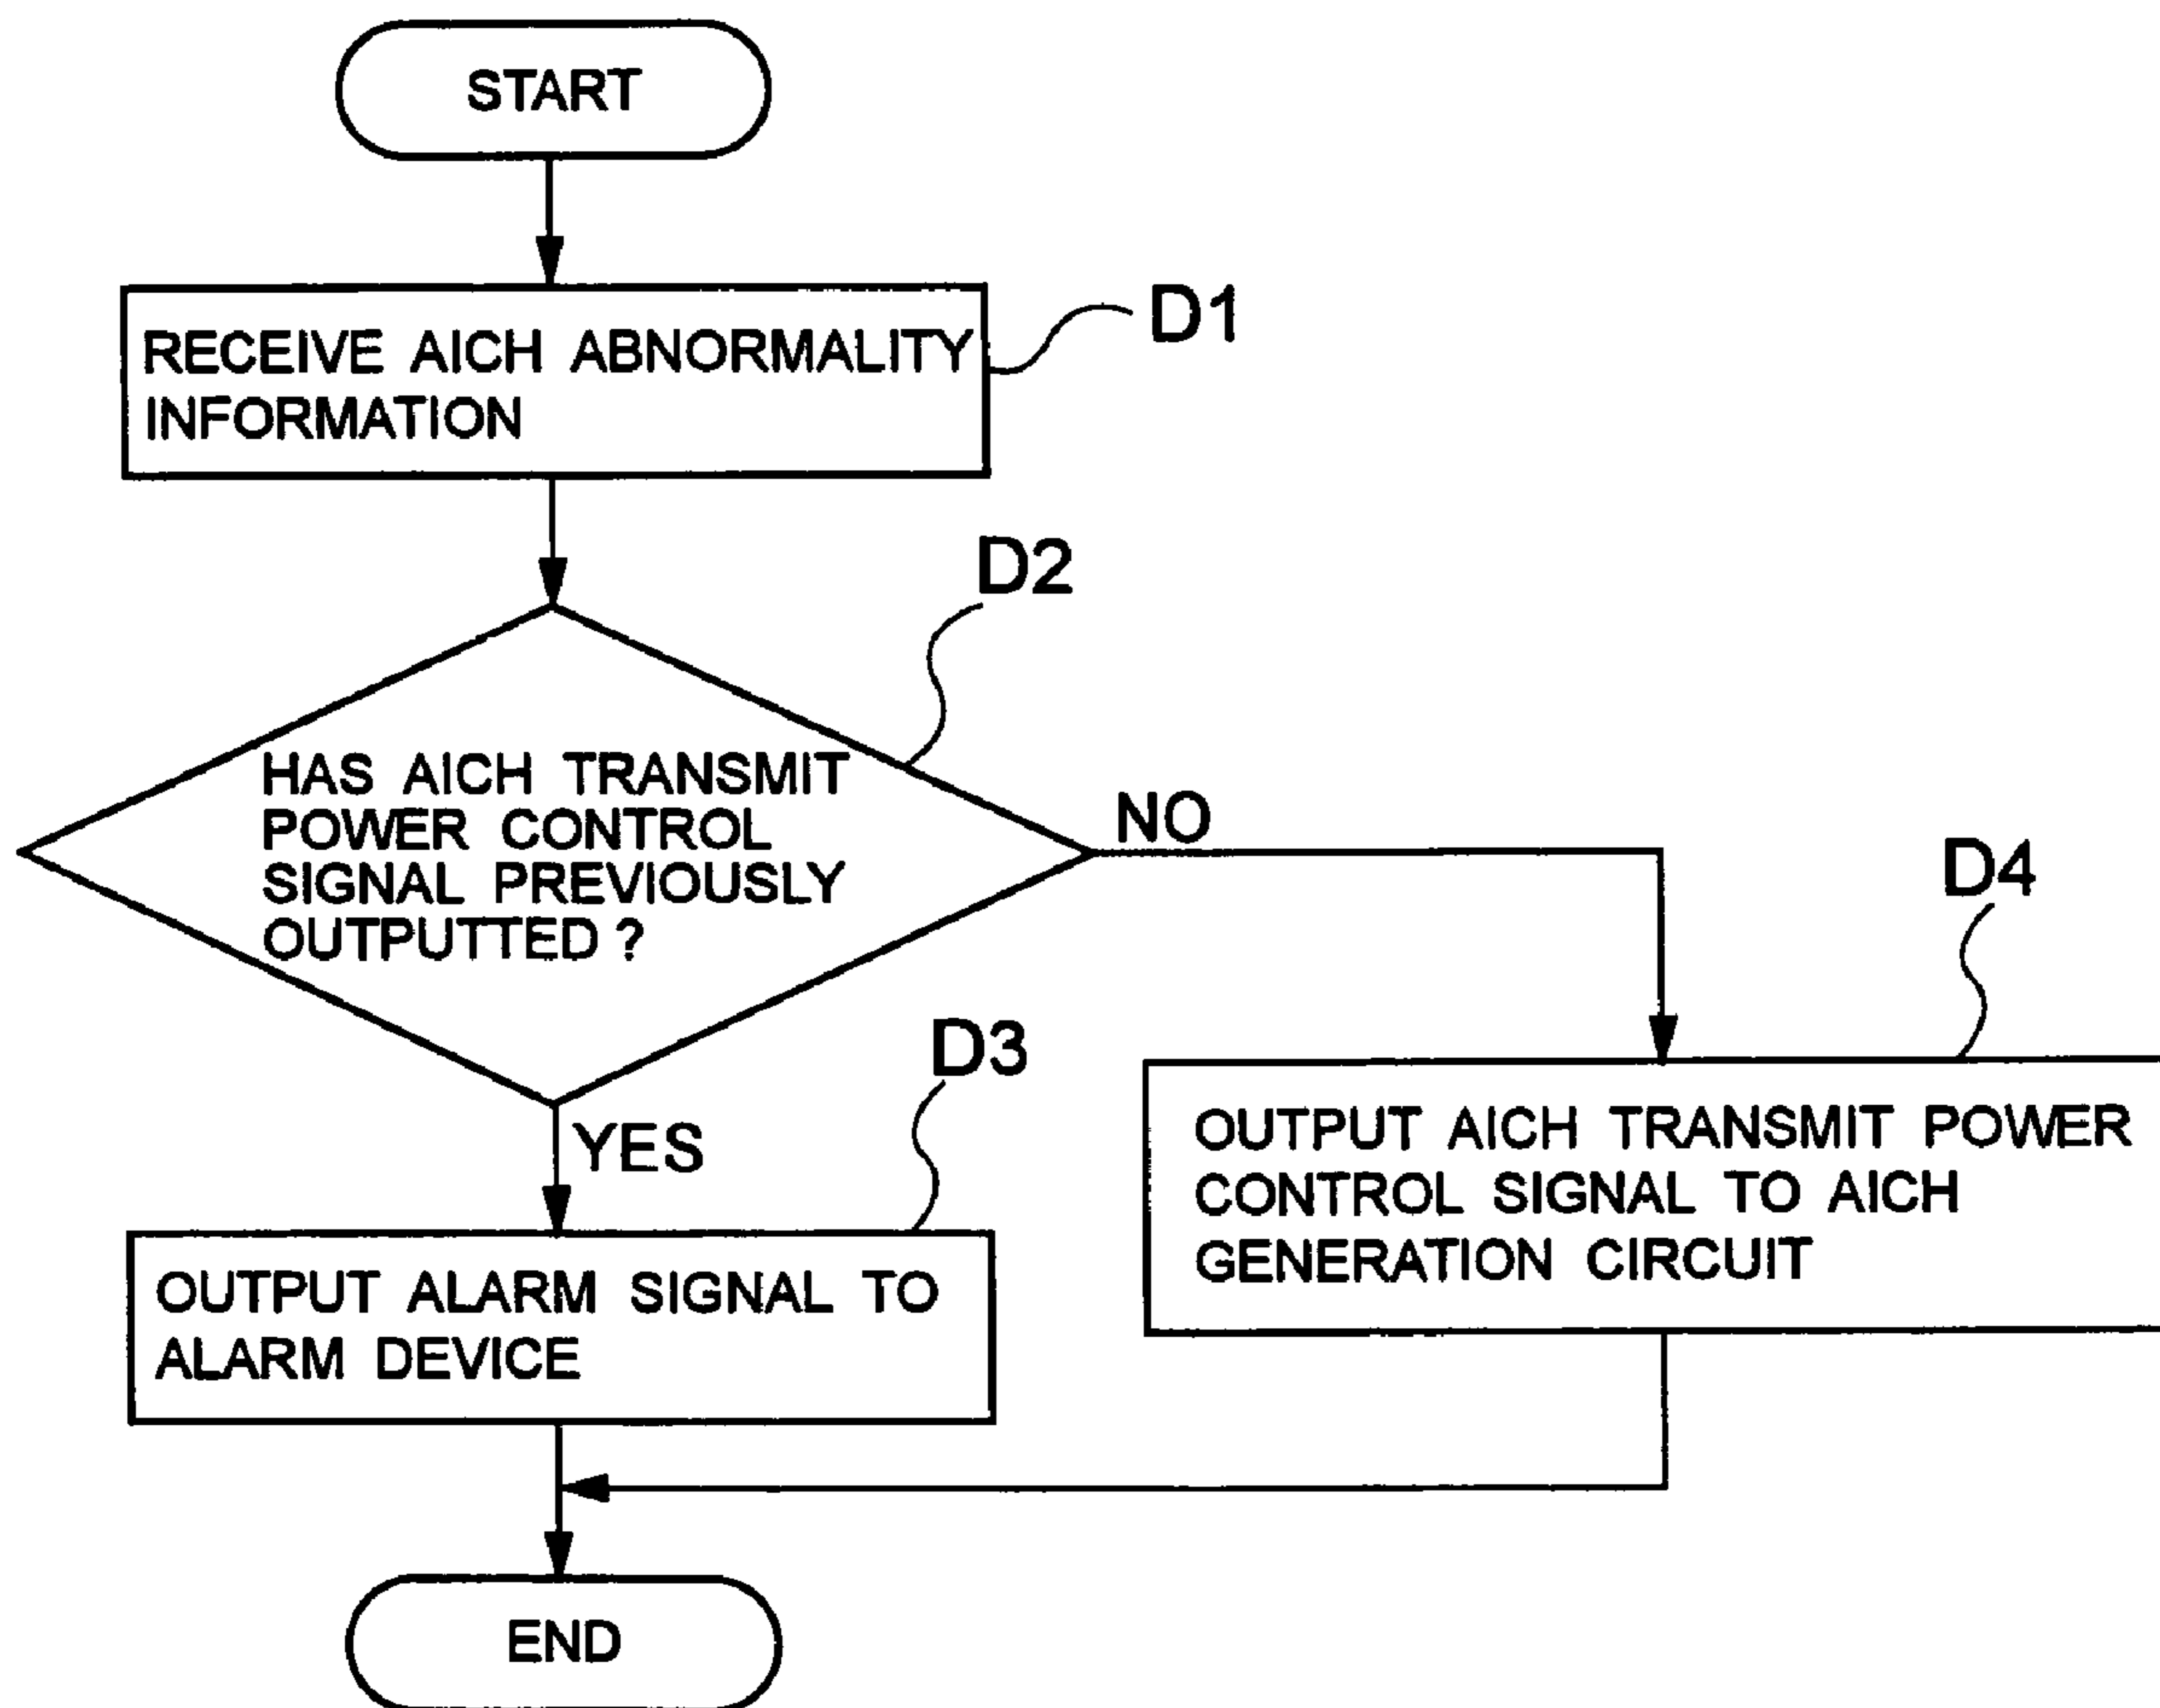 START
RECEIVE AICH ABNORMALITY
INFORMATION
D1
D2
HAS AICH TRANSMIT
POWER CONTROL
SIGNAL PREVIOUSLY
OUTPUTTED ?
NO
YES
D3
OUTPUT ALARM SIGNAL TO
ALARM DEVICE
D4
OUTPUT AICH TRANSMIT POWER
CONTROL SIGNAL TO AICH
GENERATION CIRCUIT
END